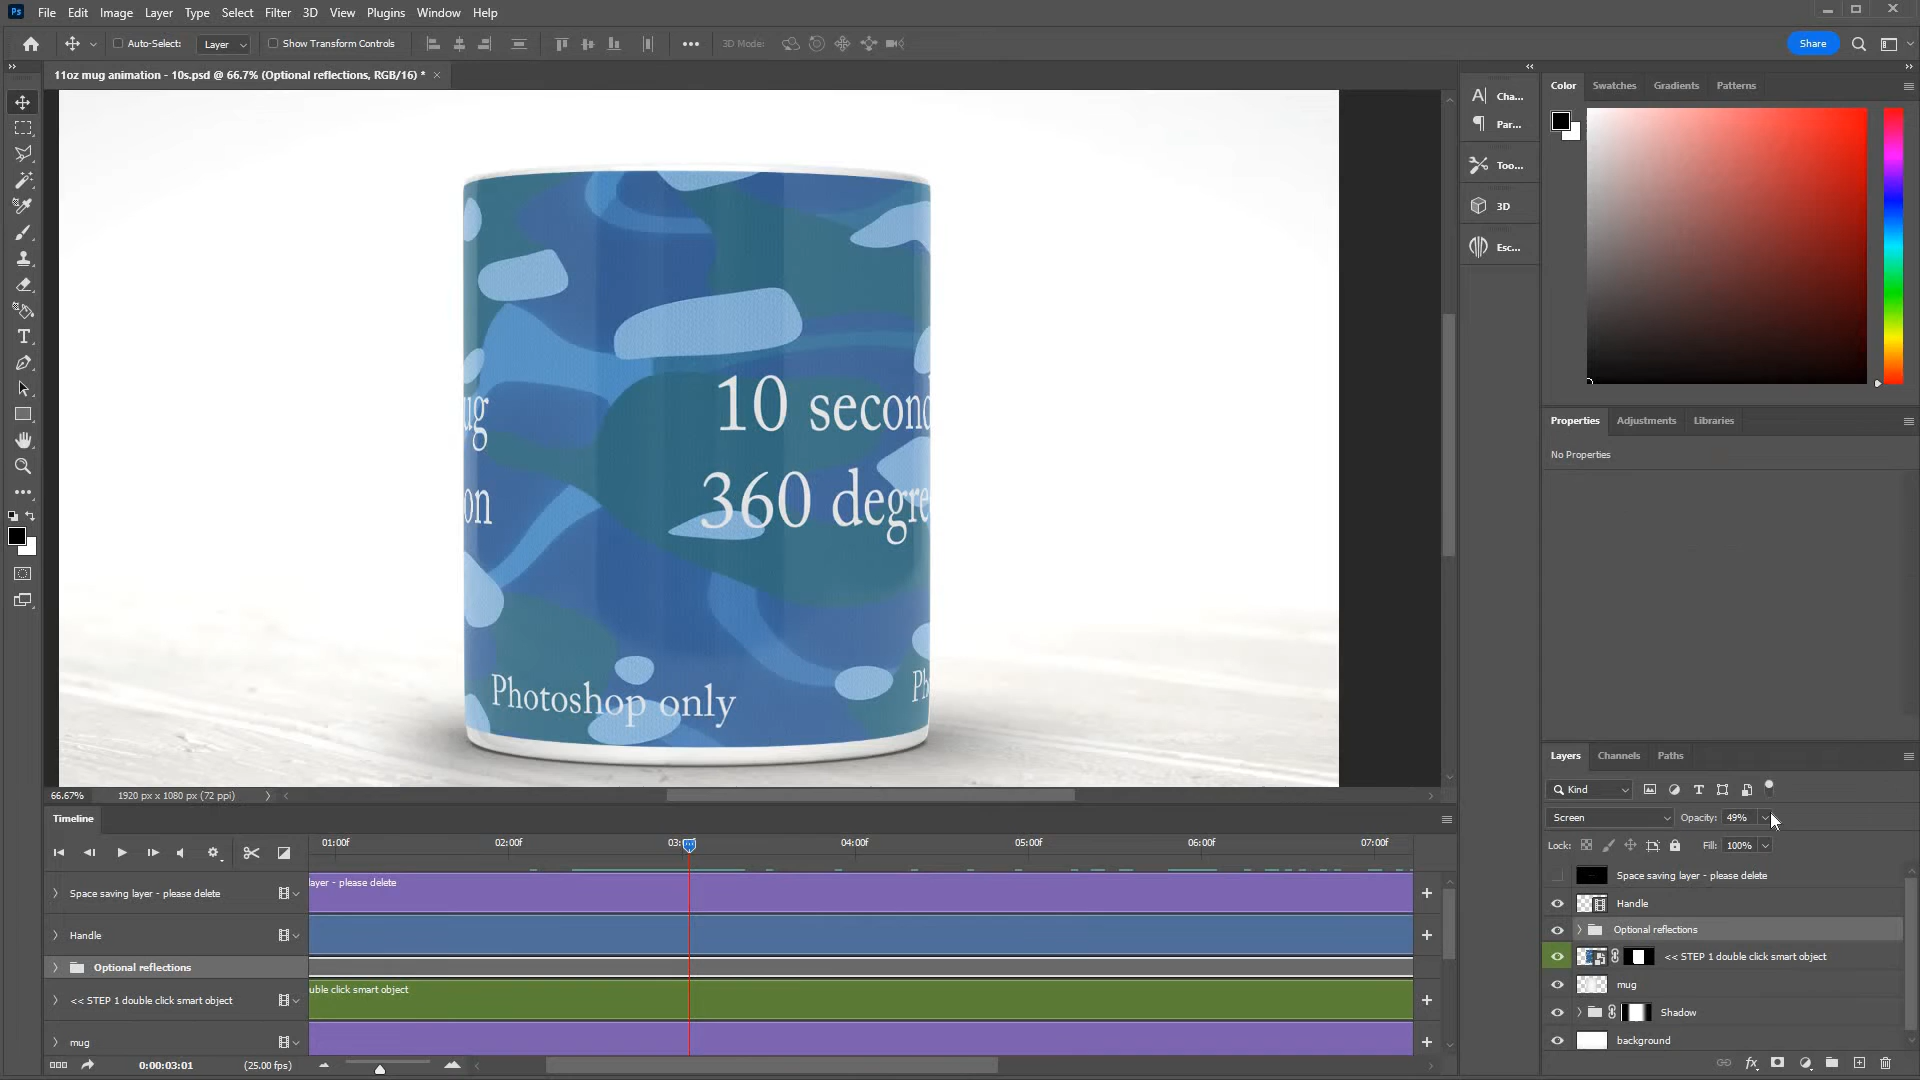 Ps File Edit Image Layer Type Select Filter 3D View Plugins Window Help
Auto-Select: Layer Show Transform Controls 3D Mode: Share
11oz mug animation - 10s.psd @ 66.7% (Optional reflections, RGB/16) * ×
Cha...
Par...
Too...
3D
Esc...
Color Swatches Gradients Patterns
Properties Adjustments Libraries
No Properties
ug 10 second
on 360 degre
Photoshop only Ph
66.67% 1920 px x 1080 px (72 ppi)
Timeline
01:00f 02:00f 03: 04:00f 05:00f 06:00f 07:00f
Space saving layer - please delete
layer - please delete
Handle
Optional reflections
<< STEP 1 double click smart object
uble click smart object
mug
0:00:03:01 (25.00 fps)
Layers Channels Paths
Kind
Screen Opacity: 49%
Lock: Fill: 100%
Space saving layer - please delete
Handle
Optional reflections
<< STEP 1 double click smart object
mug
Shadow
background
fx